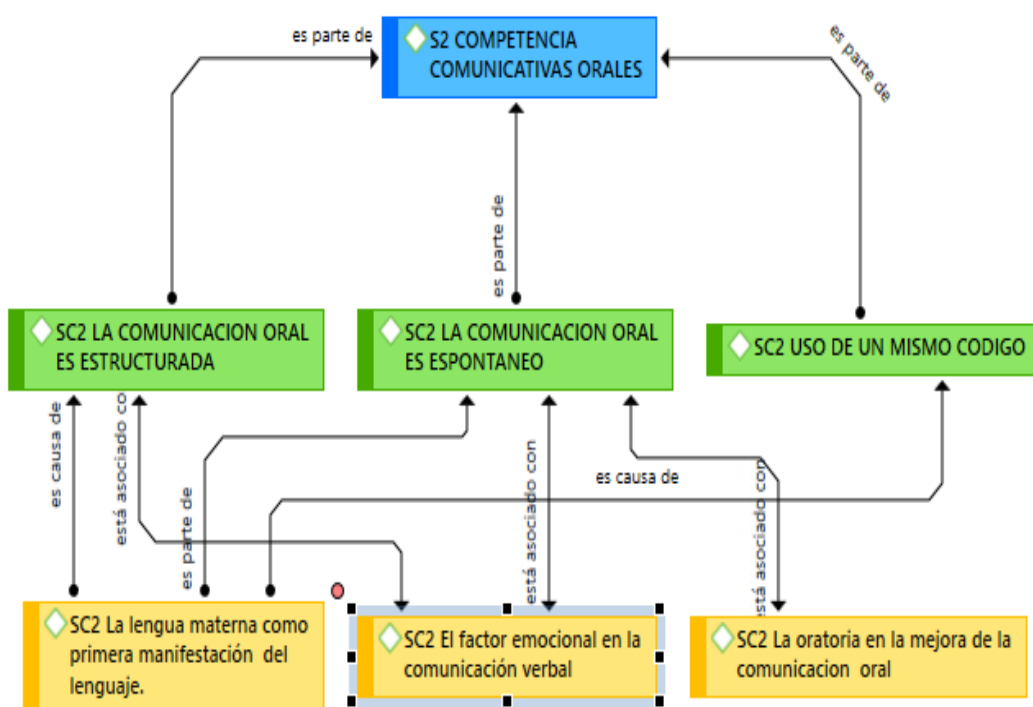 es parte de
S2 COMPETENCIA
COMUNICATIVAS ORALES
es parte de
es parte de
SC2 LA COMUNICACION ORAL
ES ESTRUCTURADA
SC2 LA COMUNICACION ORAL
ES ESPONTANEO
SC2 USO DE UN MISMO CODIGO
es causa de
está asociado con
es parte de
está asociado con
es causa de
está asociado con
SC2 La lengua materna como
primera manifestación del
lenguaje.
SC2 El factor emocional en la
comunicación verbal
SC2 La oratoria en la mejora de la
comunicacion oral